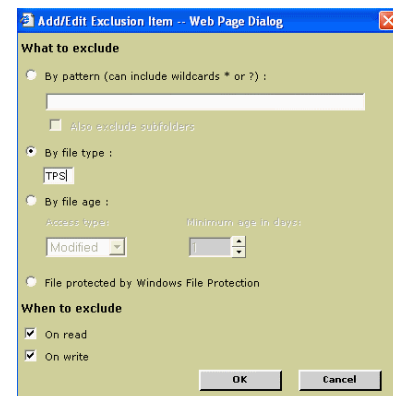 Add/Edit Exclusion Item -- Web Page Dialog
What to exclude
By pattern (can include wildcards * or ?) :
Also exclude subfolders
By file type :
TPS
By file age :
Access type: Minimum age in days:
Modified 1
File protected by Windows File Protection
When to exclude
On read
On write
OK Cancel